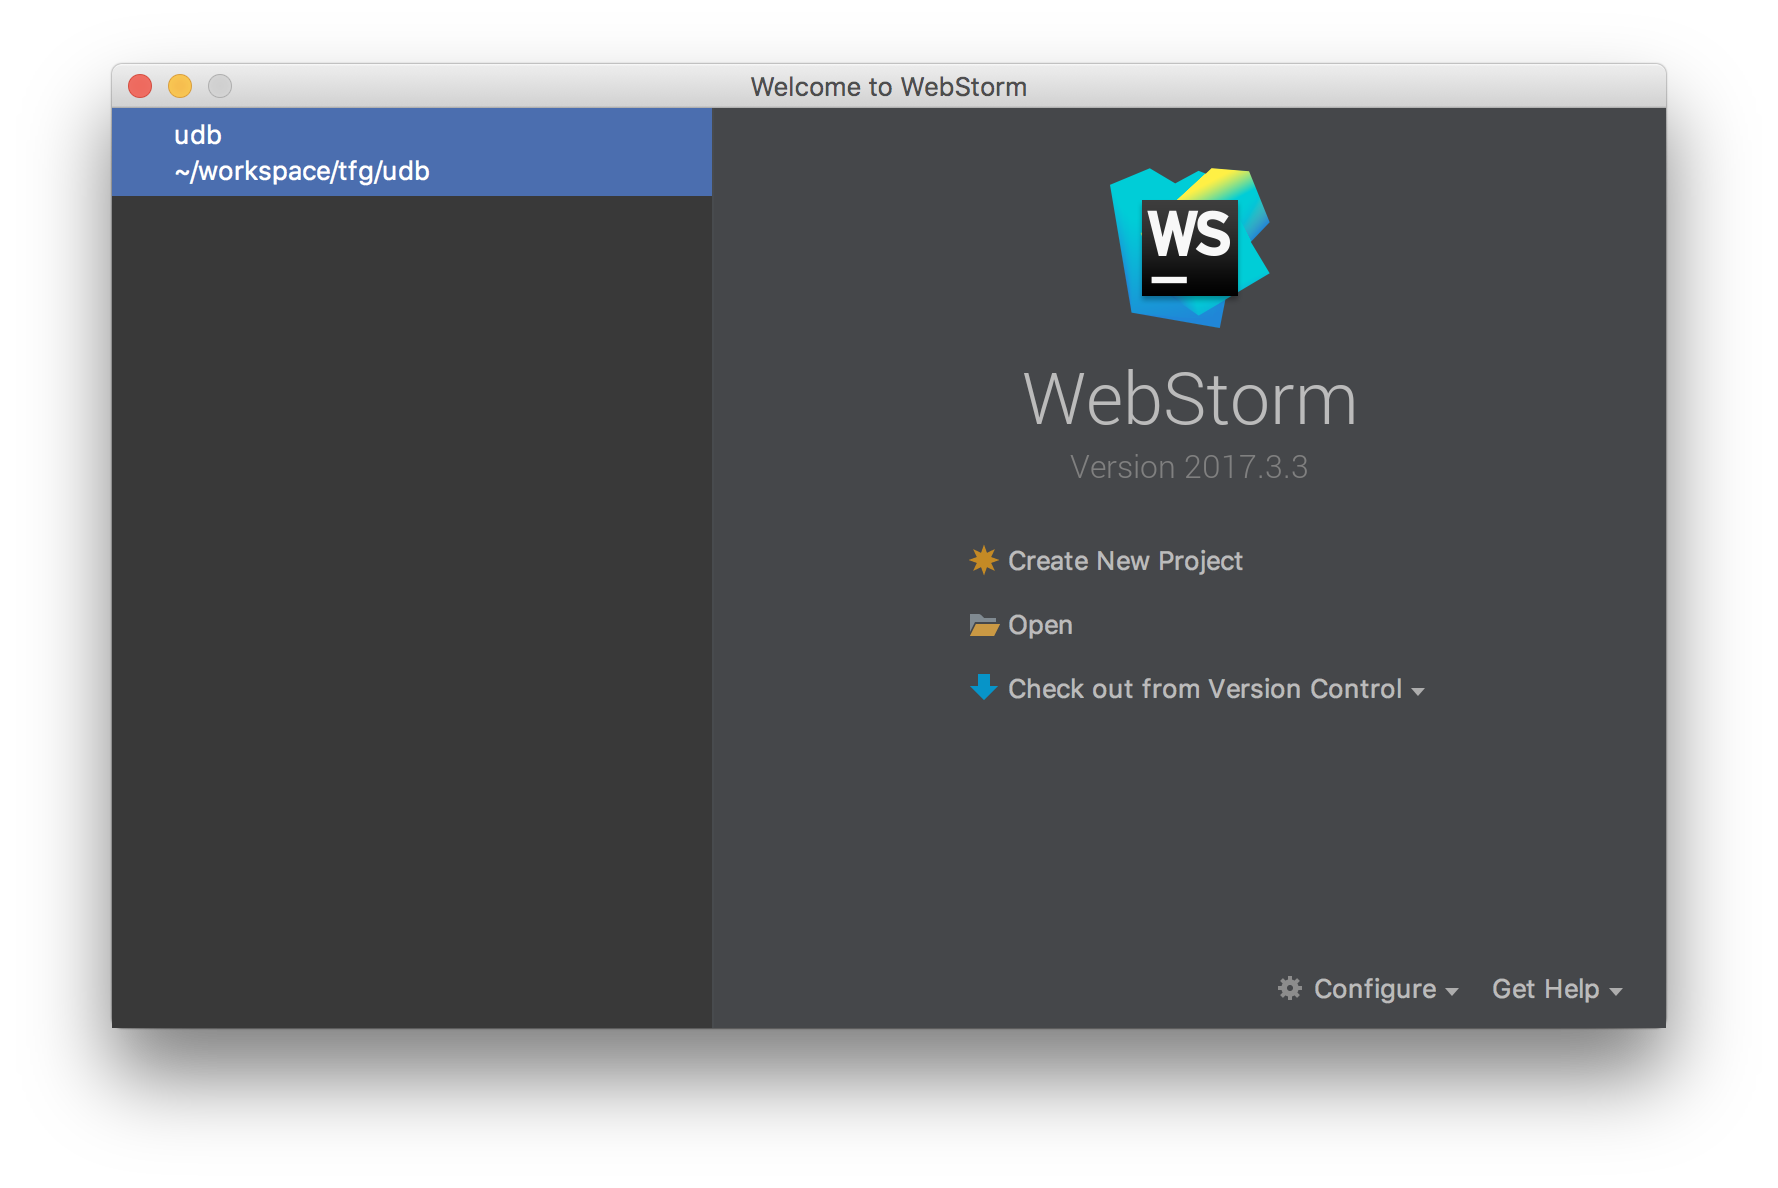 Welcome to WebStorm
udb
~/workspace/tfg/udb
WS
WebStorm
Version 2017.3.3
Create New Project
Open
Check out from Version Control
Configure
Get Help